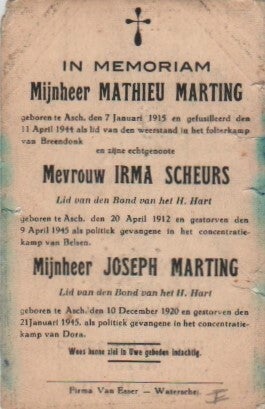 IN MEMORIAM
Mijnheer MATHIEU MARTING
geboren te Asch, den 7 Januari 1915 en gefusilleerd den
11 April 1944 als lid van den weerstand in het folterkamp
van Breendonk
en zijne echtgenoote
Mevrouw IRMA SCHEURS
Lid van den Bond van het H. Hart
geboren te Asch, den 20 April 1912 en gestorven den
9 April 1945 als politiek gevangene in het concentratie-
kamp van Belsen.
Mijnheer JOSEPH MARTING
Lid van den Bond van het H. Hart
geboren te Asch, den 10 December 1920 en gestorven den
21 Januari 1945, als politiek gevangene in het concentratie-
kamp van Dora.
Wees hunne ziel in Uwe gebeden indachtig.
Firma Van Esser — Waterschei